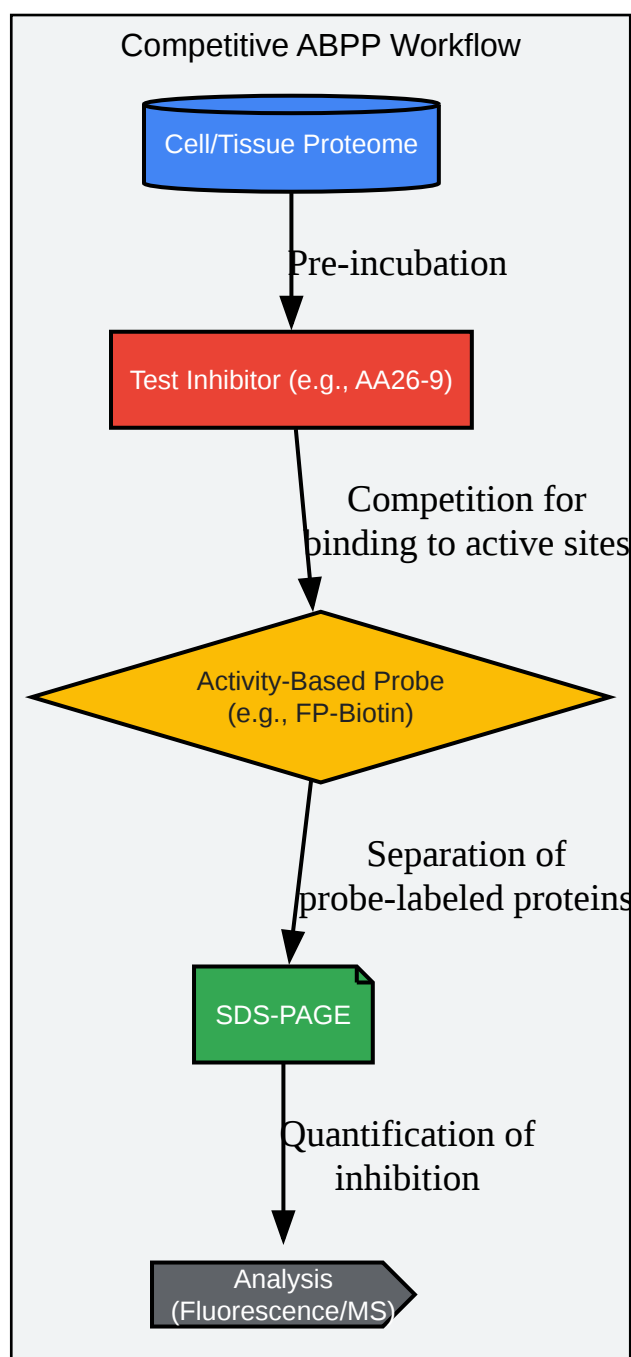 Competitive ABPP Workflow
Cell/Tissue Proteome
Pre-incubation
Test Inhibitor (e.g., AA26-9)
Competition for
binding to active sites
Activity-Based Probe
(e.g., FP-Biotin)
Separation of
probe-labeled proteins
SDS-PAGE
Quantification of
inhibition
Analysis
(Fluorescence/MS)